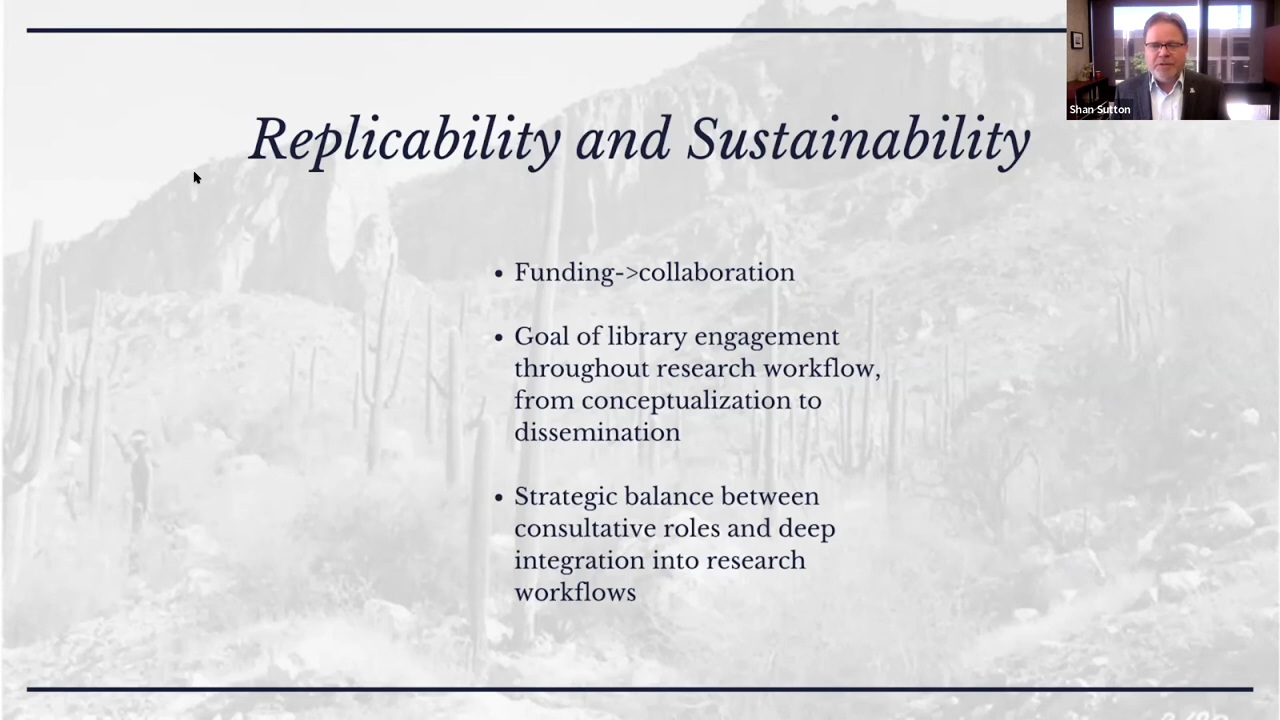 Shan Sutton
Replicability and Sustainability
• Funding->collaboration
• Goal of library engagement
throughout research workflow,
from conceptualization to
dissemination
• Strategic balance between
consultative roles and deep
integration into research
workflows